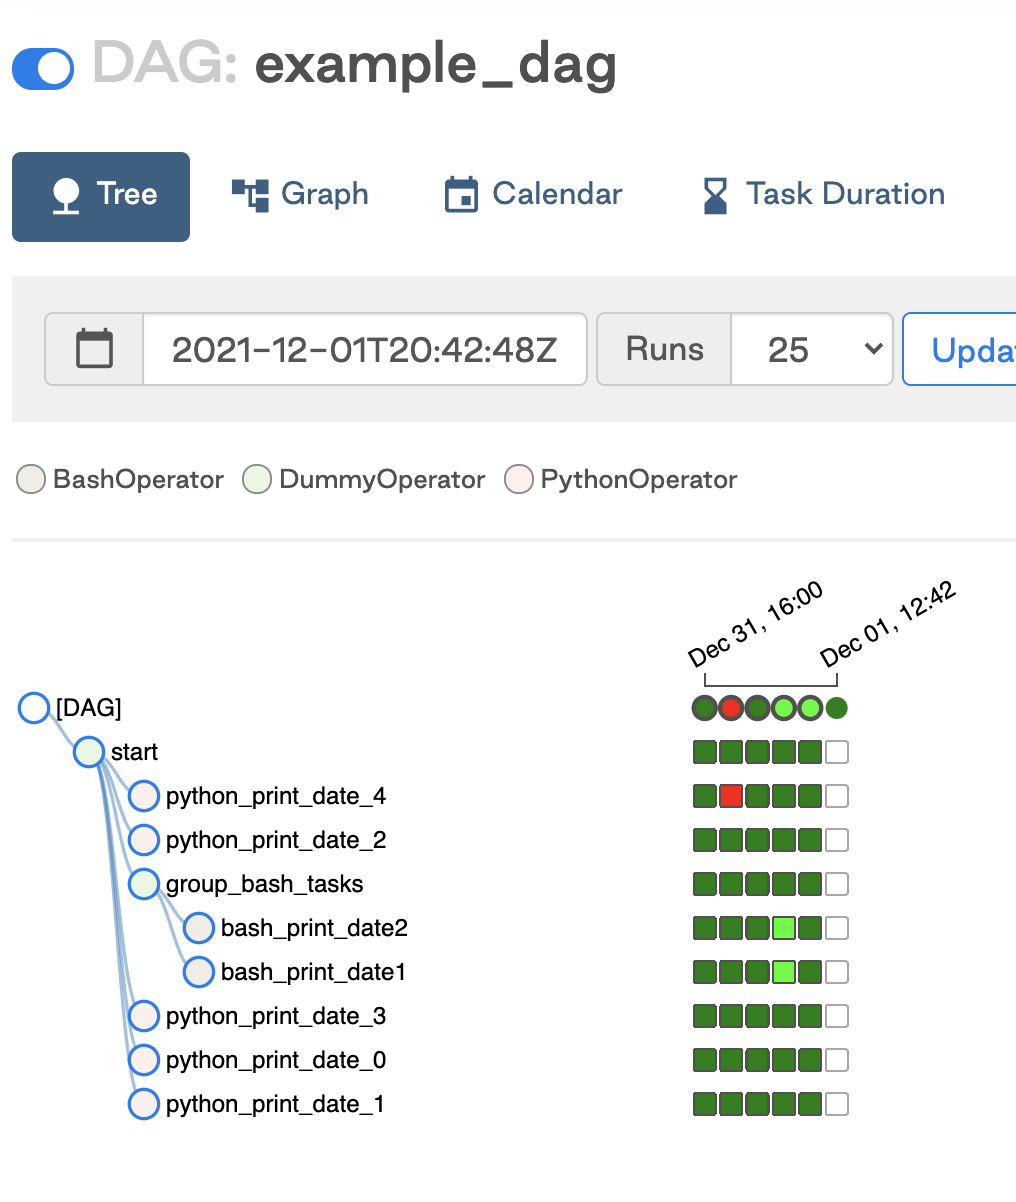 DAG: example_dag
Tree Graph Calendar Task Duration
2021-12-01T20:42:48Z Runs 25 Upda
BashOperator DummyOperator PythonOperator
Dec 31, 16:00 Dec 01, 12:42
[DAG]
start
python_print_date_4
python_print_date_2
group_bash_tasks
bash_print_date2
bash_print_date1
python_print_date_3
python_print_date_0
python_print_date_1